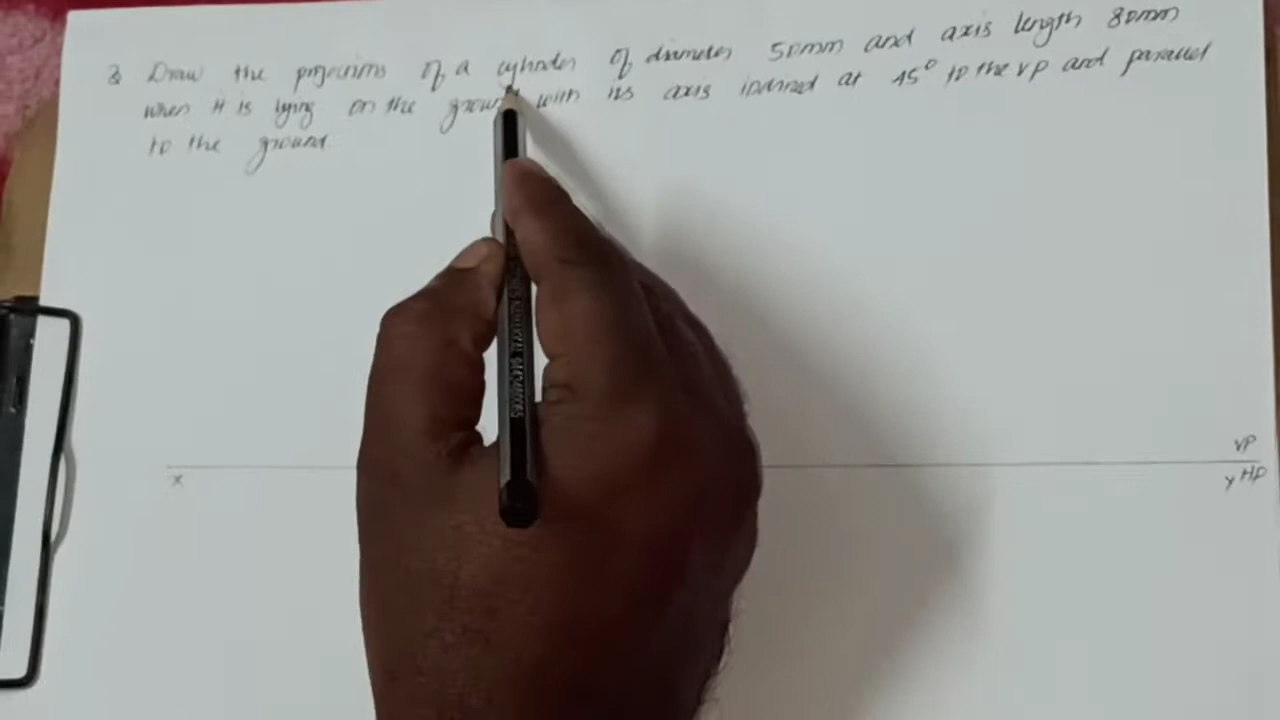 Q Draw the projections of a cylinder of diameter 50mm and axis length 80mm
when it is lying on the ground with its axis inclined at 45° to the VP and parallel
to the ground.
VP
X
Y HP